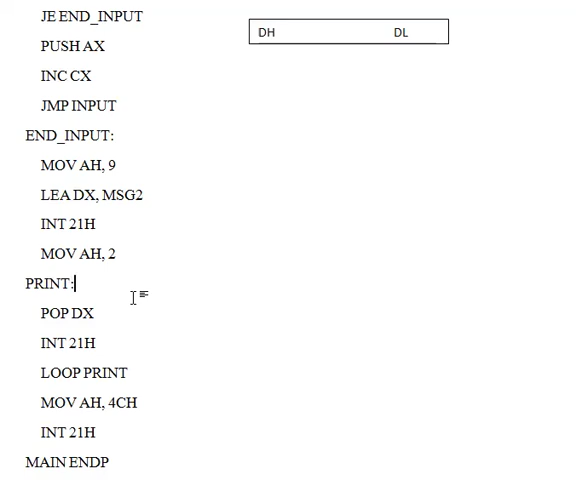 JE END_INPUT
DH DL
PUSH AX
INC CX
JMP INPUT
END_INPUT:
MOV AH, 9
LEA DX, MSG2
INT 21H
MOV AH, 2
PRINT:
POP DX
INT 21H
LOOP PRINT
MOV AH, 4CH
INT 21H
MAIN ENDP